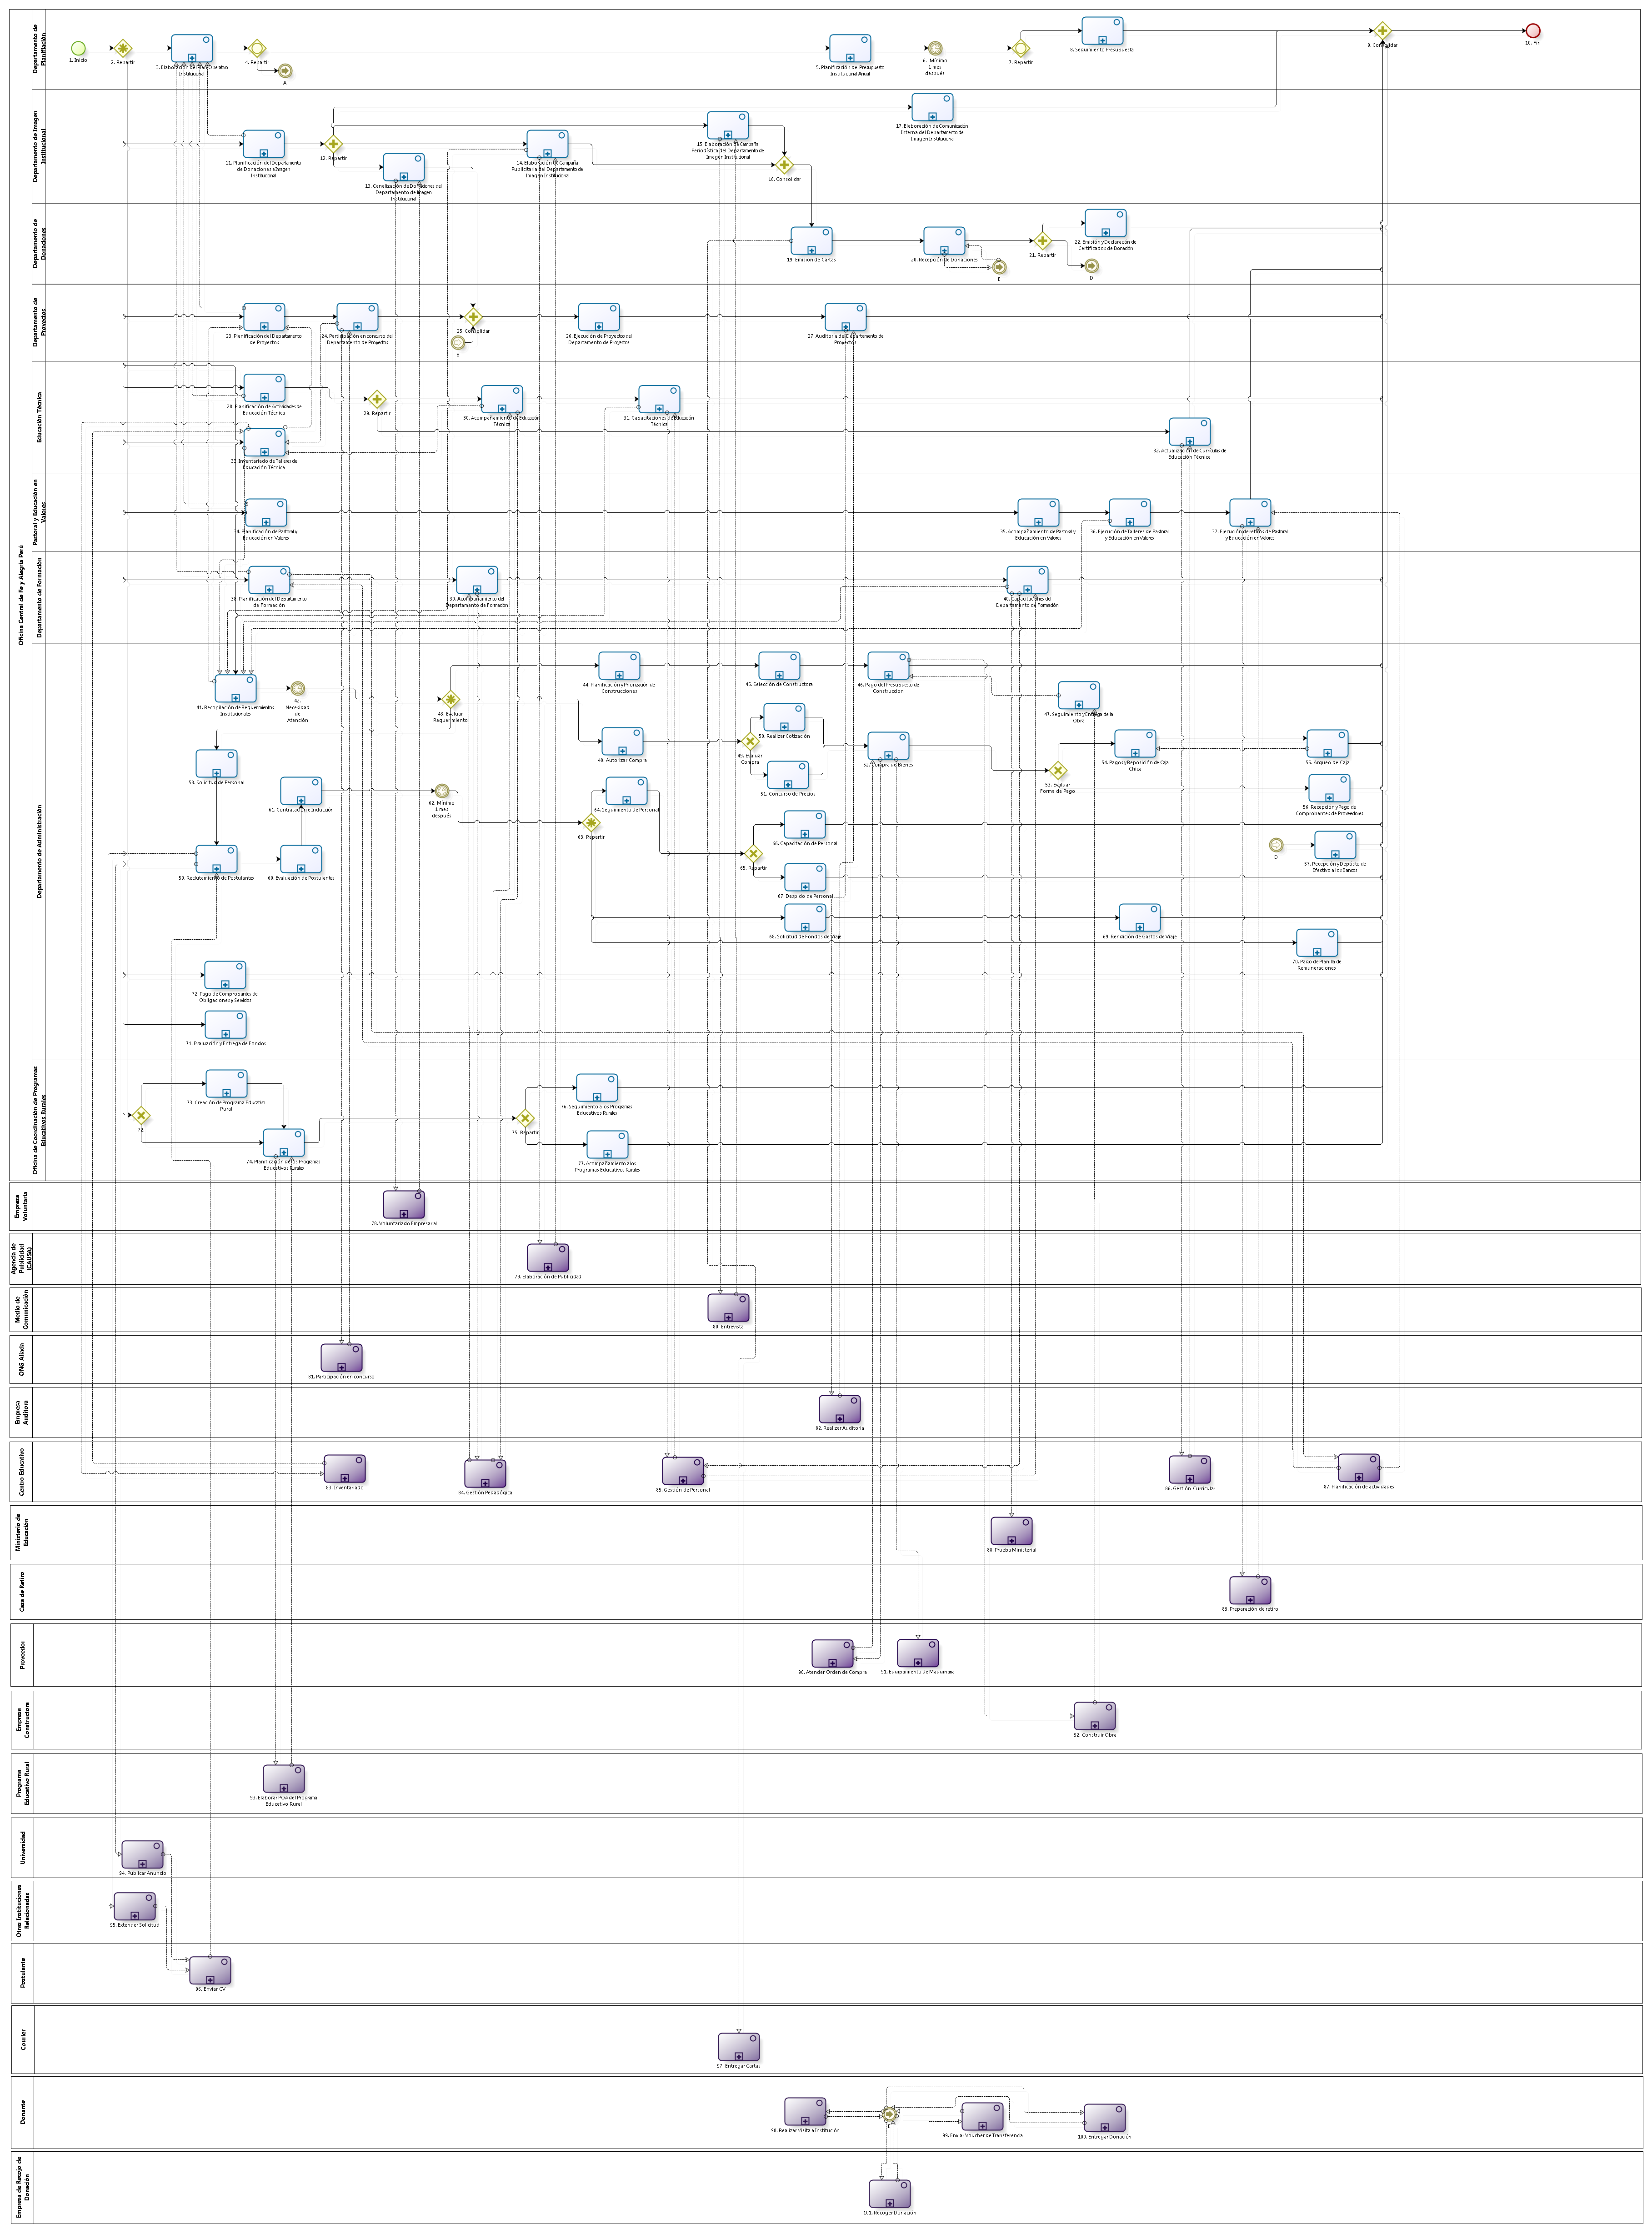 Oficina Central de Fe y Alegría Perú
Departamento de
Planifiación
1. Inicio
2. Repartir
3. Elaboración del Plan Operativo
Institucional
4. Repartir
A
5. Planificación del Presupuesto
Institucional Anual
6. Mínimo
1 mes
después
7. Repartir
8. Seguimiento Presupuestal
9. Consolidar
10. Fin
Departamento de Imagen
Institucional
11. Planificación del Departamento
de Donaciones e Imagen
Institucional
12. Repartir
13. Canalización de Donaciones del
Departamento de Imagen
Institucional
14. Elaboración de Campaña
Publicitaria del Departamento de
Imagen Institucional
15. Elaboración de Campaña
Periodística del Departamento de
Imagen Institucional
17. Elaboración de Comunicación
Interna del Departamento de
Imagen Institucional
18. Consolidar
Departamento de
Donaciones
19. Emisión de Cartas
20. Recepción de Donaciones
E
21. Repartir
22. Emisión y Declaración de
Certificados de Donación
D
Departamento de
Proyectos
23. Planificación del Departamento
de Proyectos
24. Participación en concurso del
Departamento de Proyectos
25. Consolidar
B
26. Ejecución de Proyectos del
Departamento de Proyectos
27. Auditoría del Departamento de
Proyectos
Educación Técnica
28. Planificación de Actividades de
Educación Técnica
29. Repartir
30. Acompañamiento de Educación
Técnica
31. Capacitaciones de Educación
Técnica
32. Actualización de Currículas de
Educación Técnica
33. Inventariado de Talleres de
Educación Técnica
Pastoral y Educación en
Valores
34. Planificación de Pastoral y
Educación en Valores
35. Acompañamiento de Pastoral y
Educación en Valores
36. Ejecución de Talleres de Pastoral
y Educación en Valores
37. Ejecución de retiros de Pastoral
y Educación en Valores
Departamento de Formación
38. Planificación del Departamento
de Formación
39. Acompañamiento del
Departamento de Formación
40. Capacitaciones del
Departamento de Formación
Departamento de Administración
41. Recopilación de Requerimientos
Institucionales
42.
Necesidad
de
Atención
43. Evaluar
Requerimiento
44. Planificación y Priorización de
Construcciones
45. Selección de Constructora
46. Pago del Presupuesto de
Construcción
47. Seguimiento y Entrega de la
Obra
48. Autorizar Compra
49. Evaluar
Compra
50. Realizar Cotización
51. Concurso de Precios
52. Compra de Bienes
53. Evaluar
Forma de Pago
54. Pagos y Reposición de Caja
Chica
55. Arqueo de Caja
56. Recepción y Pago de
Comprobantes de Proveedores
D
57. Recepción y Depósito de
Efectivo a los Bancos
58. Solicitud de Personal
59. Reclutamiento de Postulantes
60. Evaluación de Postulantes
61. Contratación e Inducción
62. Mínimo
1 mes
después
63. Repartir
64. Seguimiento de Personal
65. Repartir
66. Capacitación de Personal
67. Despido de Personal
68. Solicitud de Fondos de Viaje
69. Rendición de Gastos de Viaje
70. Pago de Planilla de
Remuneraciones
72. Pago de Comprobantes de
Obligaciones y Servicios
71. Evaluación y Entrega de Fondos
Oficina de Coordinación de Programas
Educativos Rurales
72.
73. Creación de Programa Educativo
Rural
74. Planificación de los Programas
Educativos Rurales
75. Repartir
76. Seguimiento a los Programas
Educativos Rurales
77. Acompañamiento a los
Programas Educativos Rurales
Empresa
Voluntaria
78. Voluntariado Empresarial
Agencia de
Publicidad
(CAUSA)
79. Elaboración de Publicidad
Medio de
Comunicación
80. Entrevista
ONG Aliada
81. Participación en concurso
Empresa
Auditora
82. Realizar Auditoría
Centro Educativo
83. Inventariado
84. Gestión Pedagógica
85. Gestión de Personal
86. Gestión Curricular
87. Planificación de actividades
Ministerio de
Educación
88. Prueba Ministerial
Casa de Retiro
89. Preparación de retiro
Proveedor
90. Atender Orden de Compra
91. Equipamiento de Maquinaria
Empresa
Constructora
92. Construir Obra
Programa
Educativo Rural
93. Elaborar POA del Programa
Educativo Rural
Universidad
94. Publicar Anuncio
Otras Instituciones
Relacionadas
95. Extender Solicitud
Postulante
96. Enviar CV
Courier
97. Entregar Cartas
Donante
98. Realizar Visita a Institución
99. Enviar Voucher de Transferencia
100. Entregar Donación
Empresa de Recojo de
Donación
101. Recoger Donación